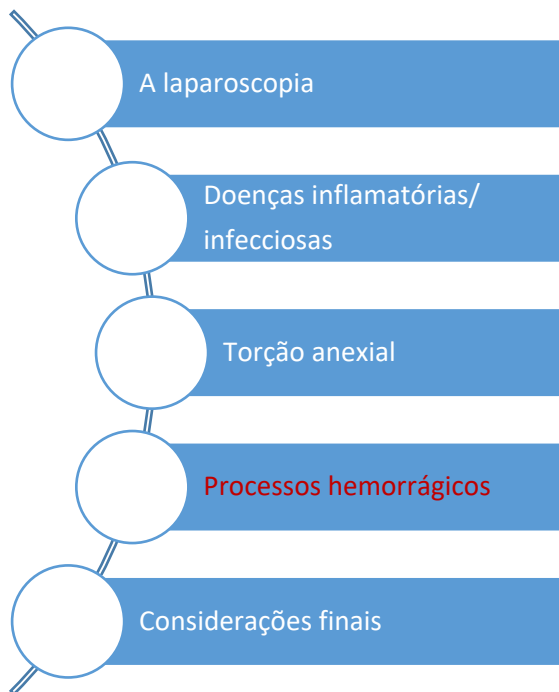 A laparoscopia
Doenças inflamatórias/
infecciosas
Torção anexial
Processos hemorrágicos
Considerações finais